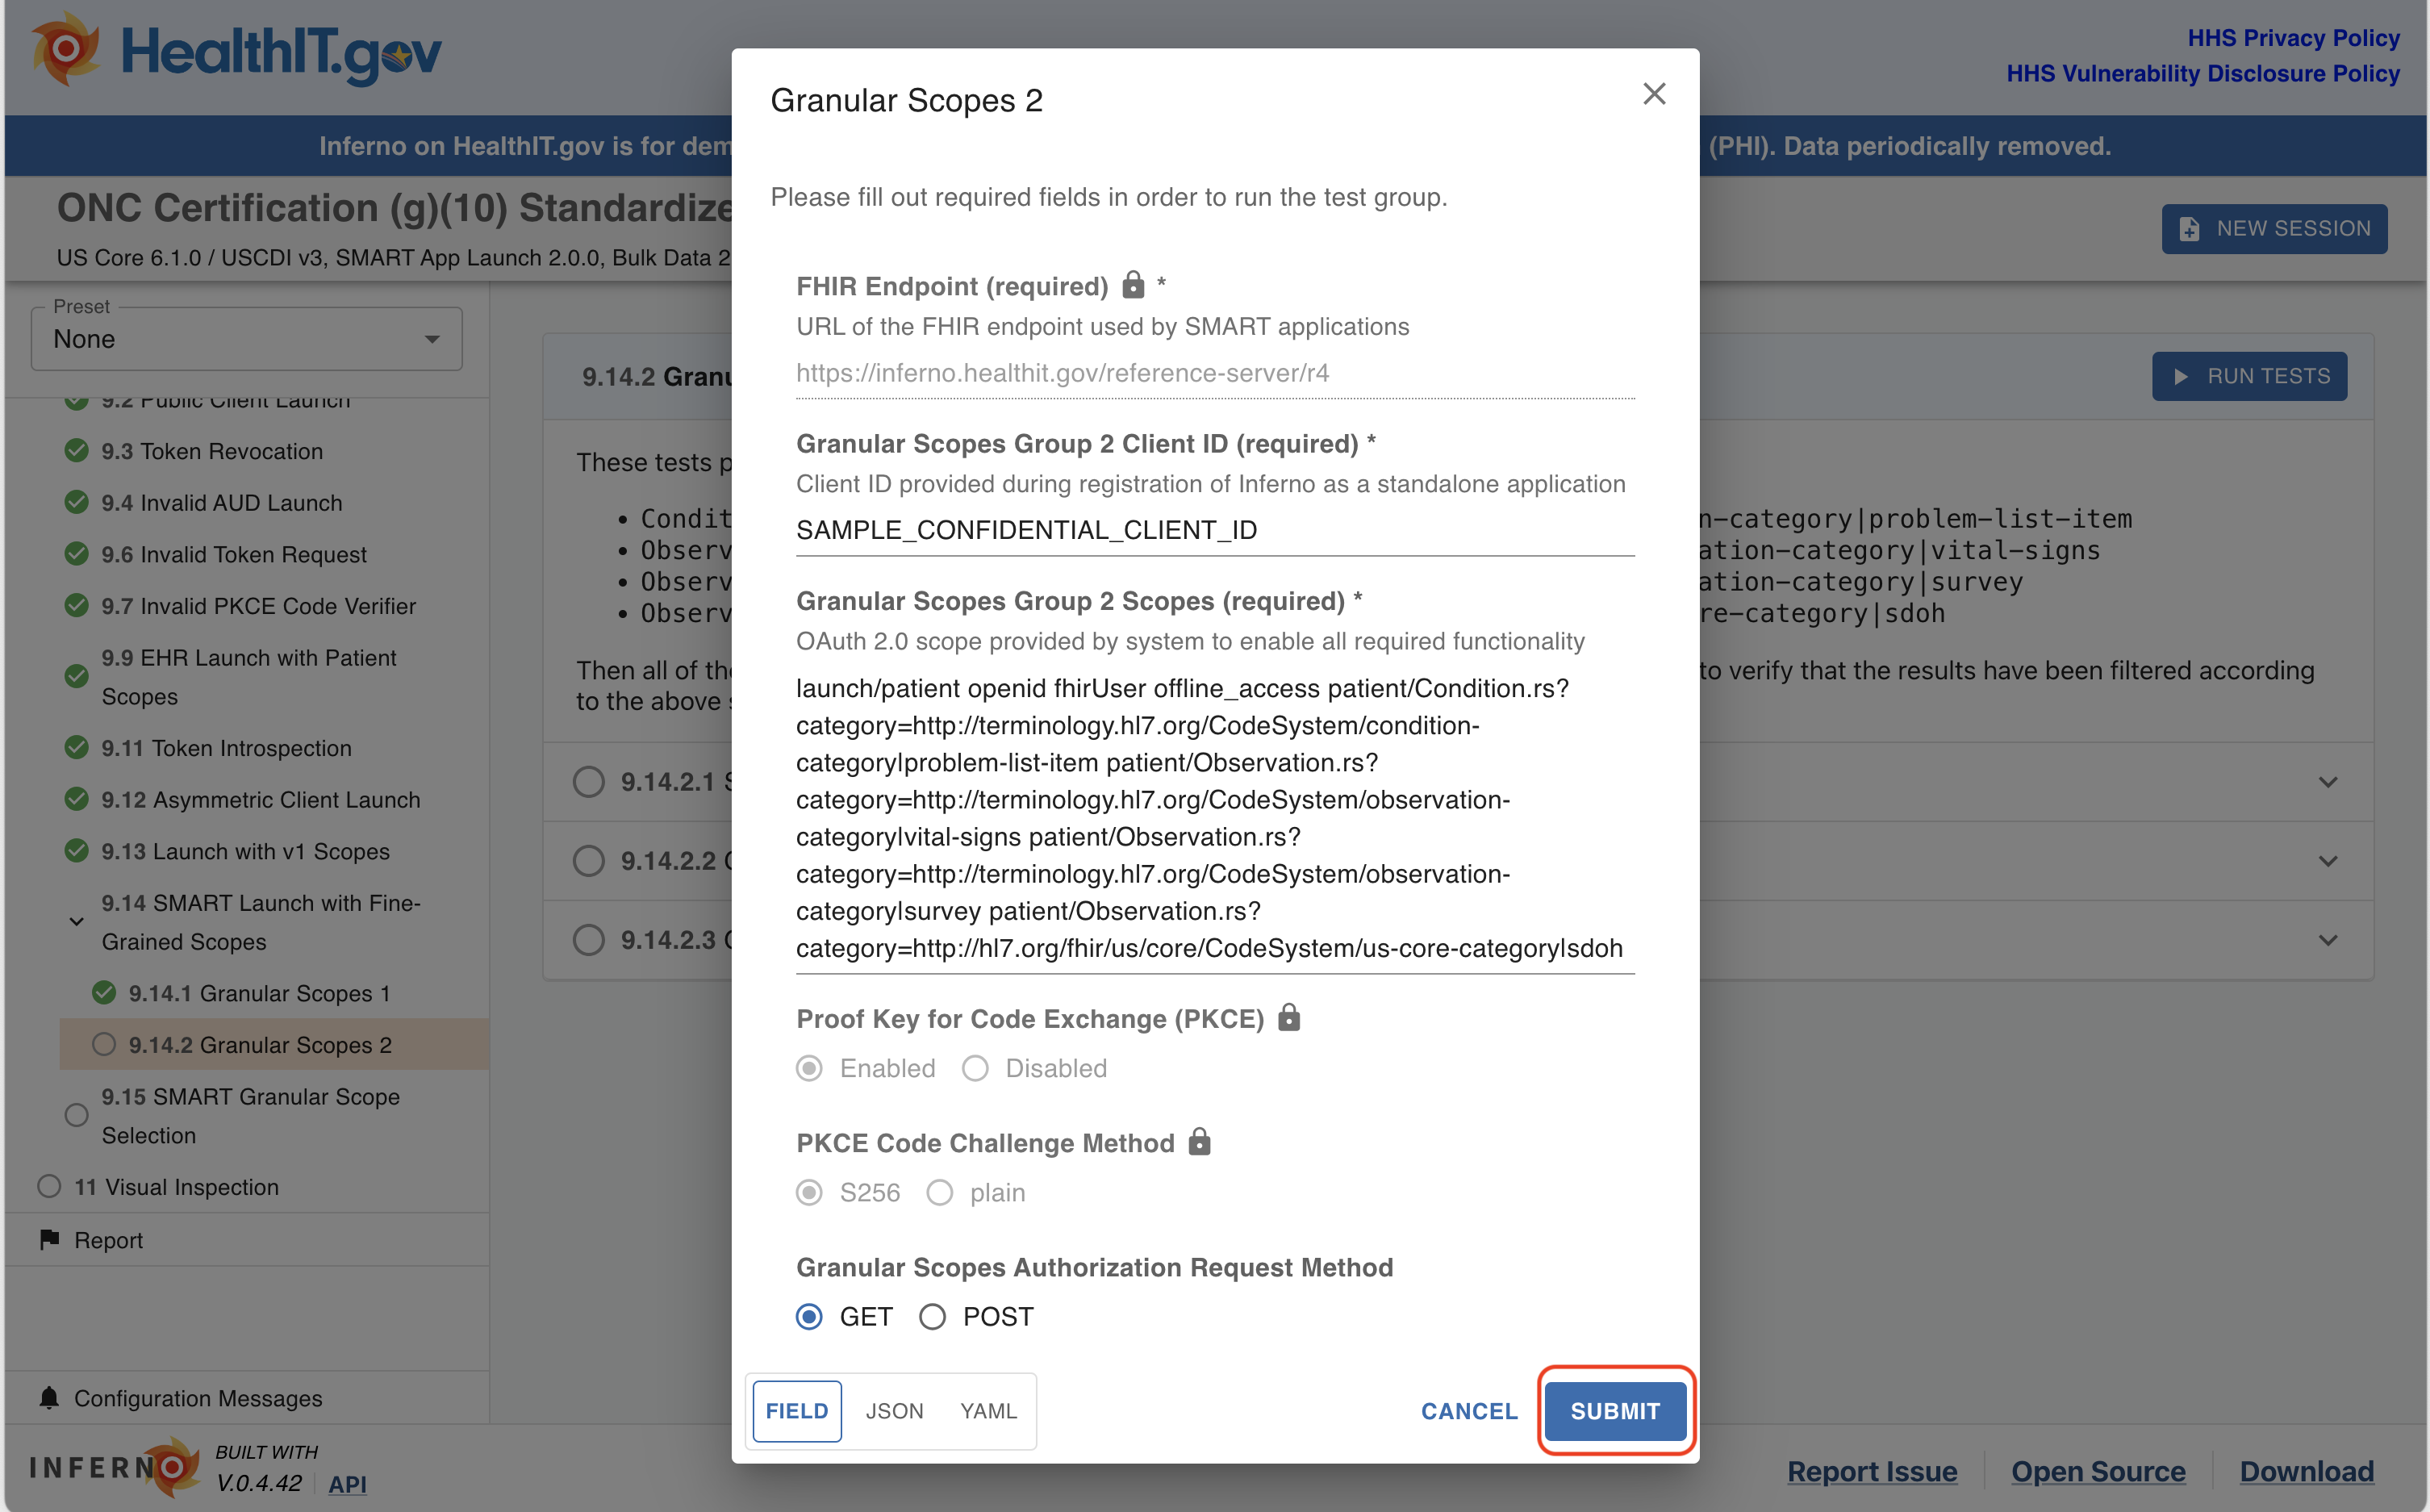 HealthIT.gov
HHS Privacy Policy
HHS Vulnerability Disclosure Policy
Inferno on HealthIT.gov is for dem
(PHI). Data periodically removed.
ONC Certification (g)(10) Standardize
US Core 6.1.0 / USCDI v3, SMART App Launch 2.0.0, Bulk Data 2
NEW SESSION
Preset
None
9.2 Public Client Launch
9.3 Token Revocation
9.4 Invalid AUD Launch
9.6 Invalid Token Request
9.7 Invalid PKCE Code Verifier
9.9 EHR Launch with Patient
Scopes
9.11 Token Introspection
9.12 Asymmetric Client Launch
9.13 Launch with v1 Scopes
9.14 SMART Launch with Fine-
Grained Scopes
9.14.1 Granular Scopes 1
9.14.2 Granular Scopes 2
9.15 SMART Granular Scope
Selection
11 Visual Inspection
Report
Configuration Messages
9.14.2 Granu
RUN TESTS
These tests p
• Condit
n-category|problem-list-item
• Observ
ation-category|vital-signs
• Observ
ation-category|survey
• Observ
re-category|sdoh
Then all of the
to verify that the results have been filtered according
to the above s
9.14.2.1 S
9.14.2.2
9.14.2.3
Granular Scopes 2
Please fill out required fields in order to run the test group.
FHIR Endpoint (required) *
URL of the FHIR endpoint used by SMART applications
https://inferno.healthit.gov/reference-server/r4
Granular Scopes Group 2 Client ID (required) *
Client ID provided during registration of Inferno as a standalone application
SAMPLE_CONFIDENTIAL_CLIENT_ID
Granular Scopes Group 2 Scopes (required) *
OAuth 2.0 scope provided by system to enable all required functionality
launch/patient openid fhirUser offline_access patient/Condition.rs?
category=http://terminology.hl7.org/CodeSystem/condition-
category|problem-list-item patient/Observation.rs?
category=http://terminology.hl7.org/CodeSystem/observation-
category|vital-signs patient/Observation.rs?
category=http://terminology.hl7.org/CodeSystem/observation-
category|survey patient/Observation.rs?
category=http://hl7.org/fhir/us/core/CodeSystem/us-core-category|sdoh
Proof Key for Code Exchange (PKCE)
Enabled Disabled
PKCE Code Challenge Method
S256 plain
Granular Scopes Authorization Request Method
GET POST
FIELD JSON YAML
CANCEL SUBMIT
INFERNO
BUILT WITH
V.0.4.42 API
Report Issue Open Source Download